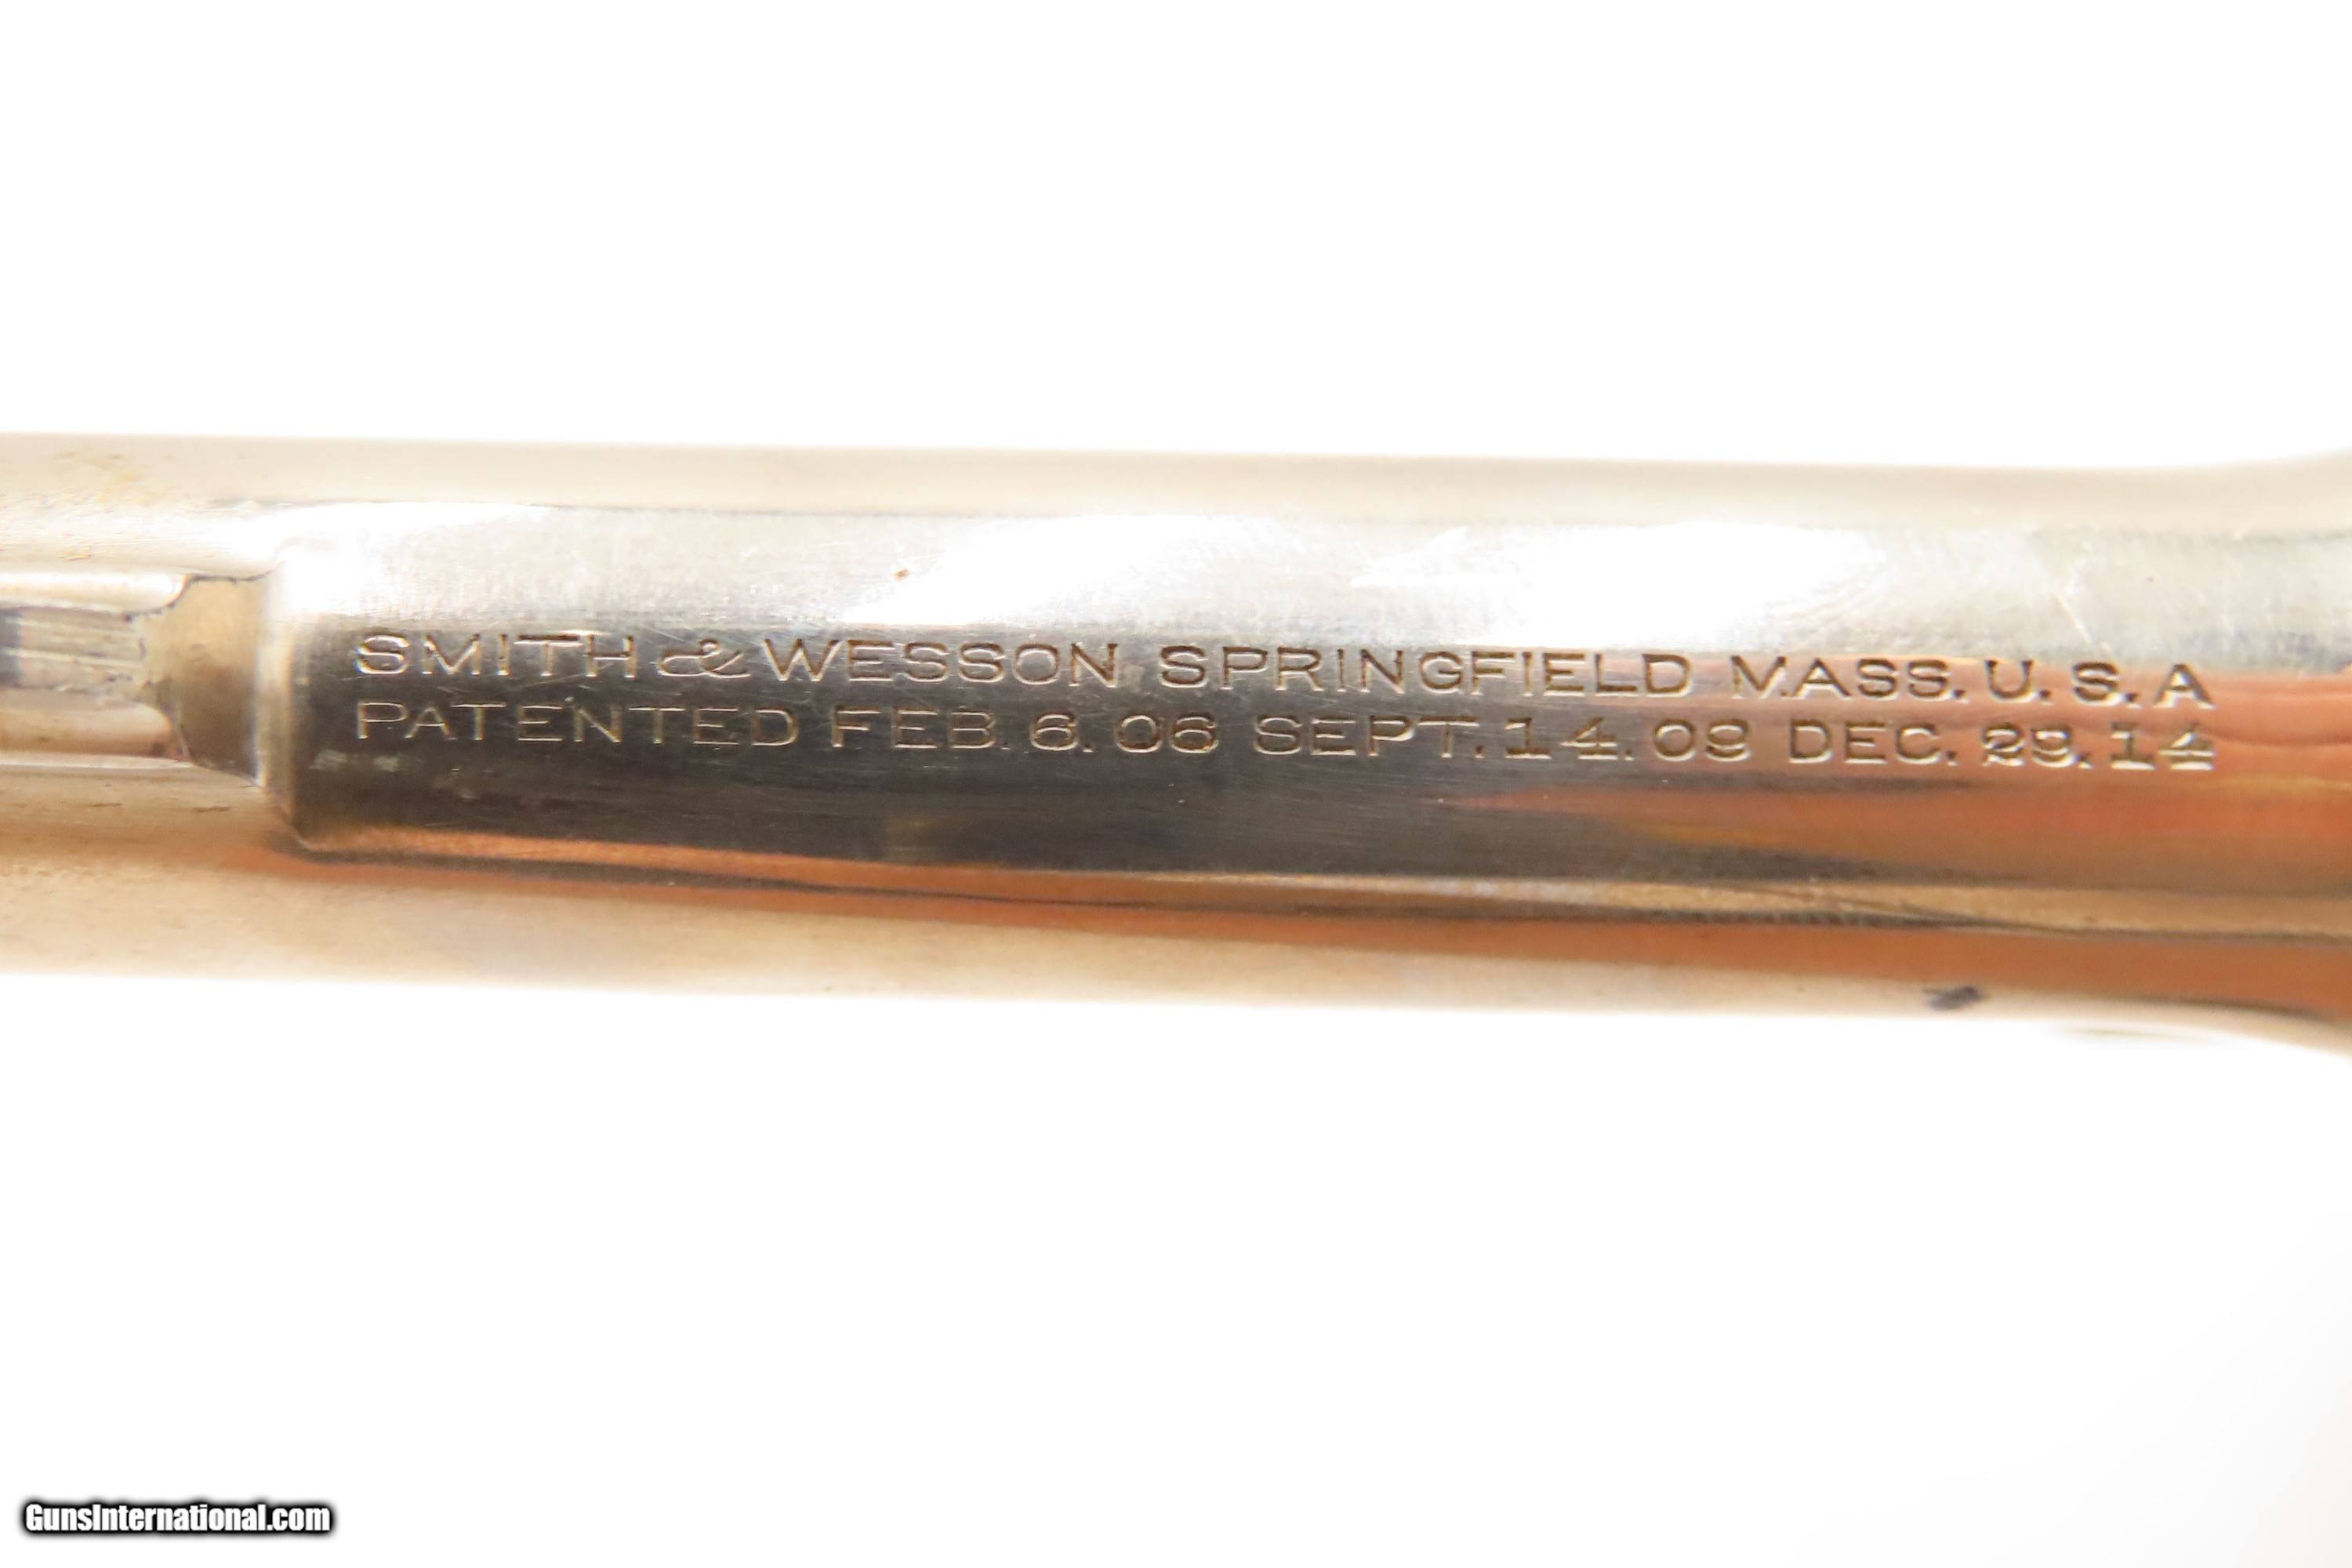 SMITH & WESSON SPRINGFIELD MASS. U. S. A
PATENTED FEB. 6. 06 SEPT. 14. 09 DEC. 29. 14
GunsInternational.com